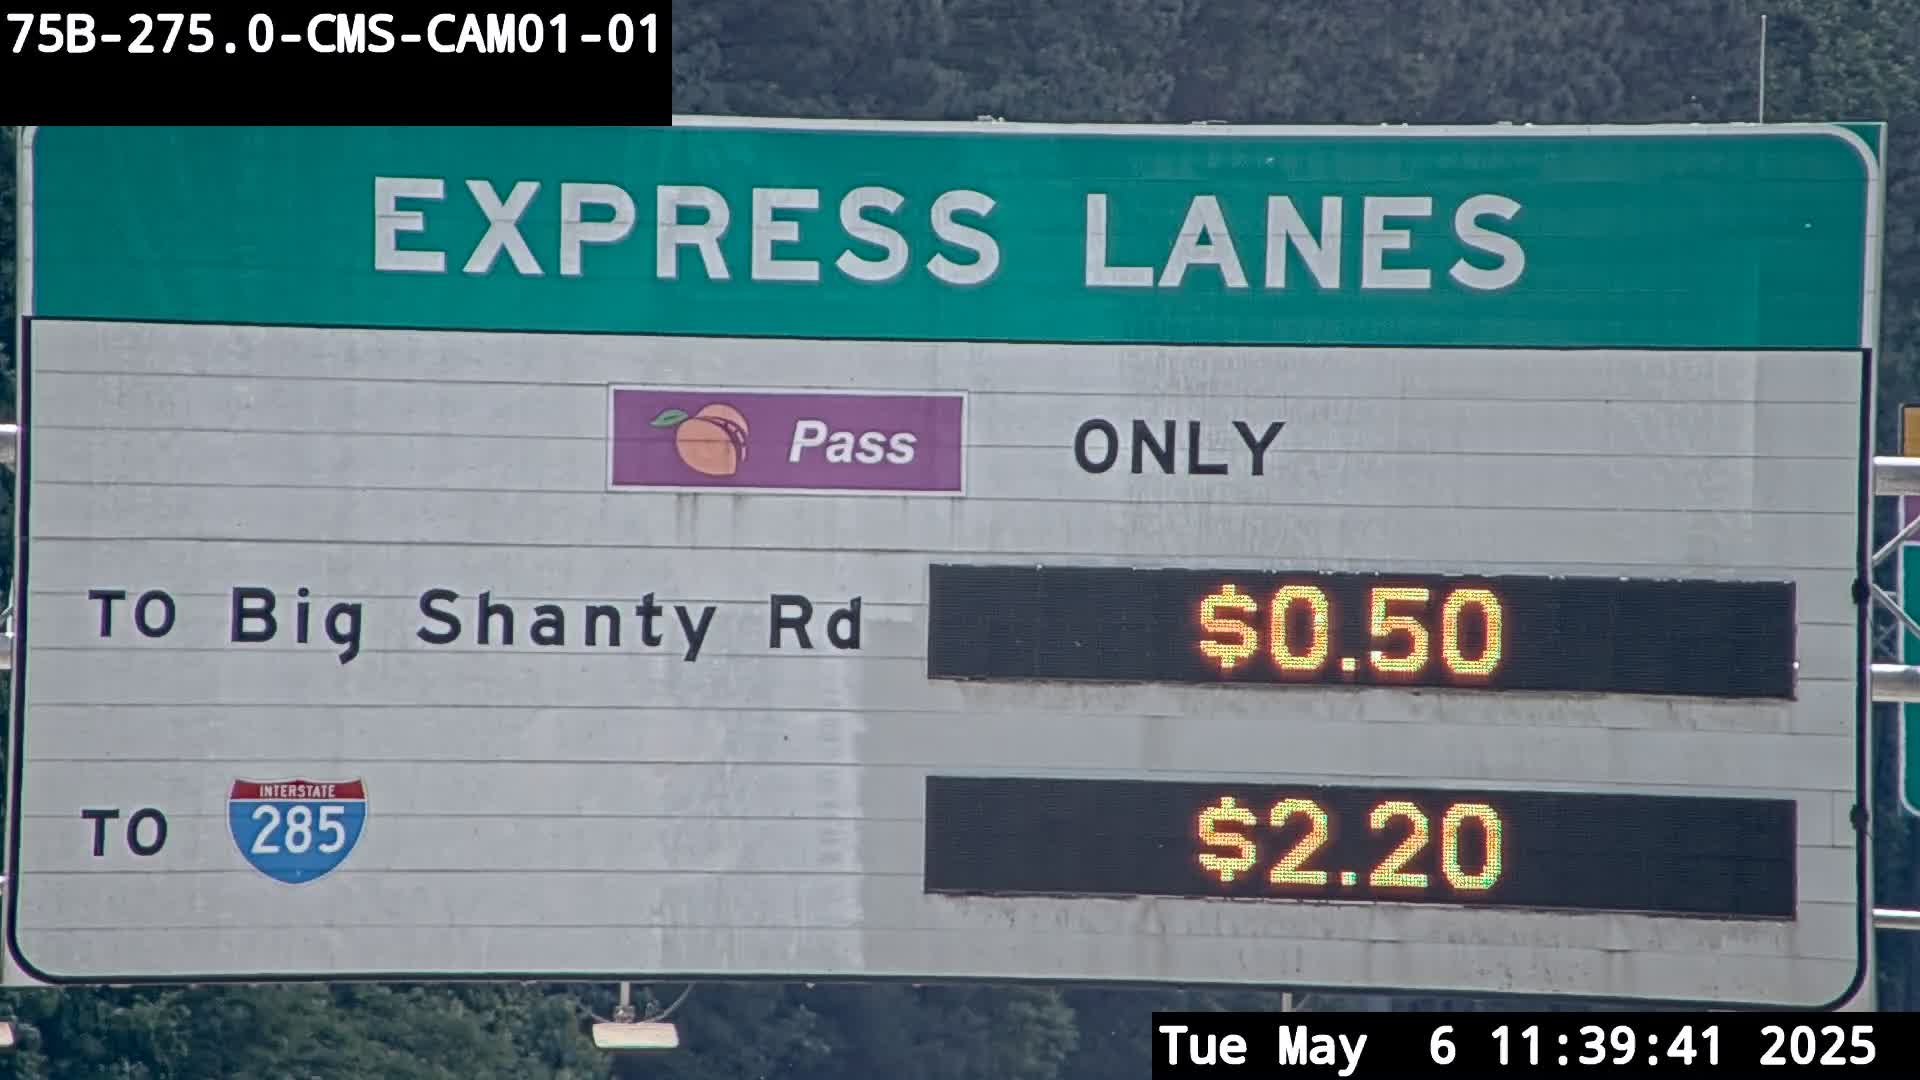 75B-275.0-CMS-CAM01-01
EXPRESS LANES
Pass ONLY
TO Big Shanty Rd $0.50
TO INTERSTATE 285 $2.20
Tue May 6 11:39:41 2025